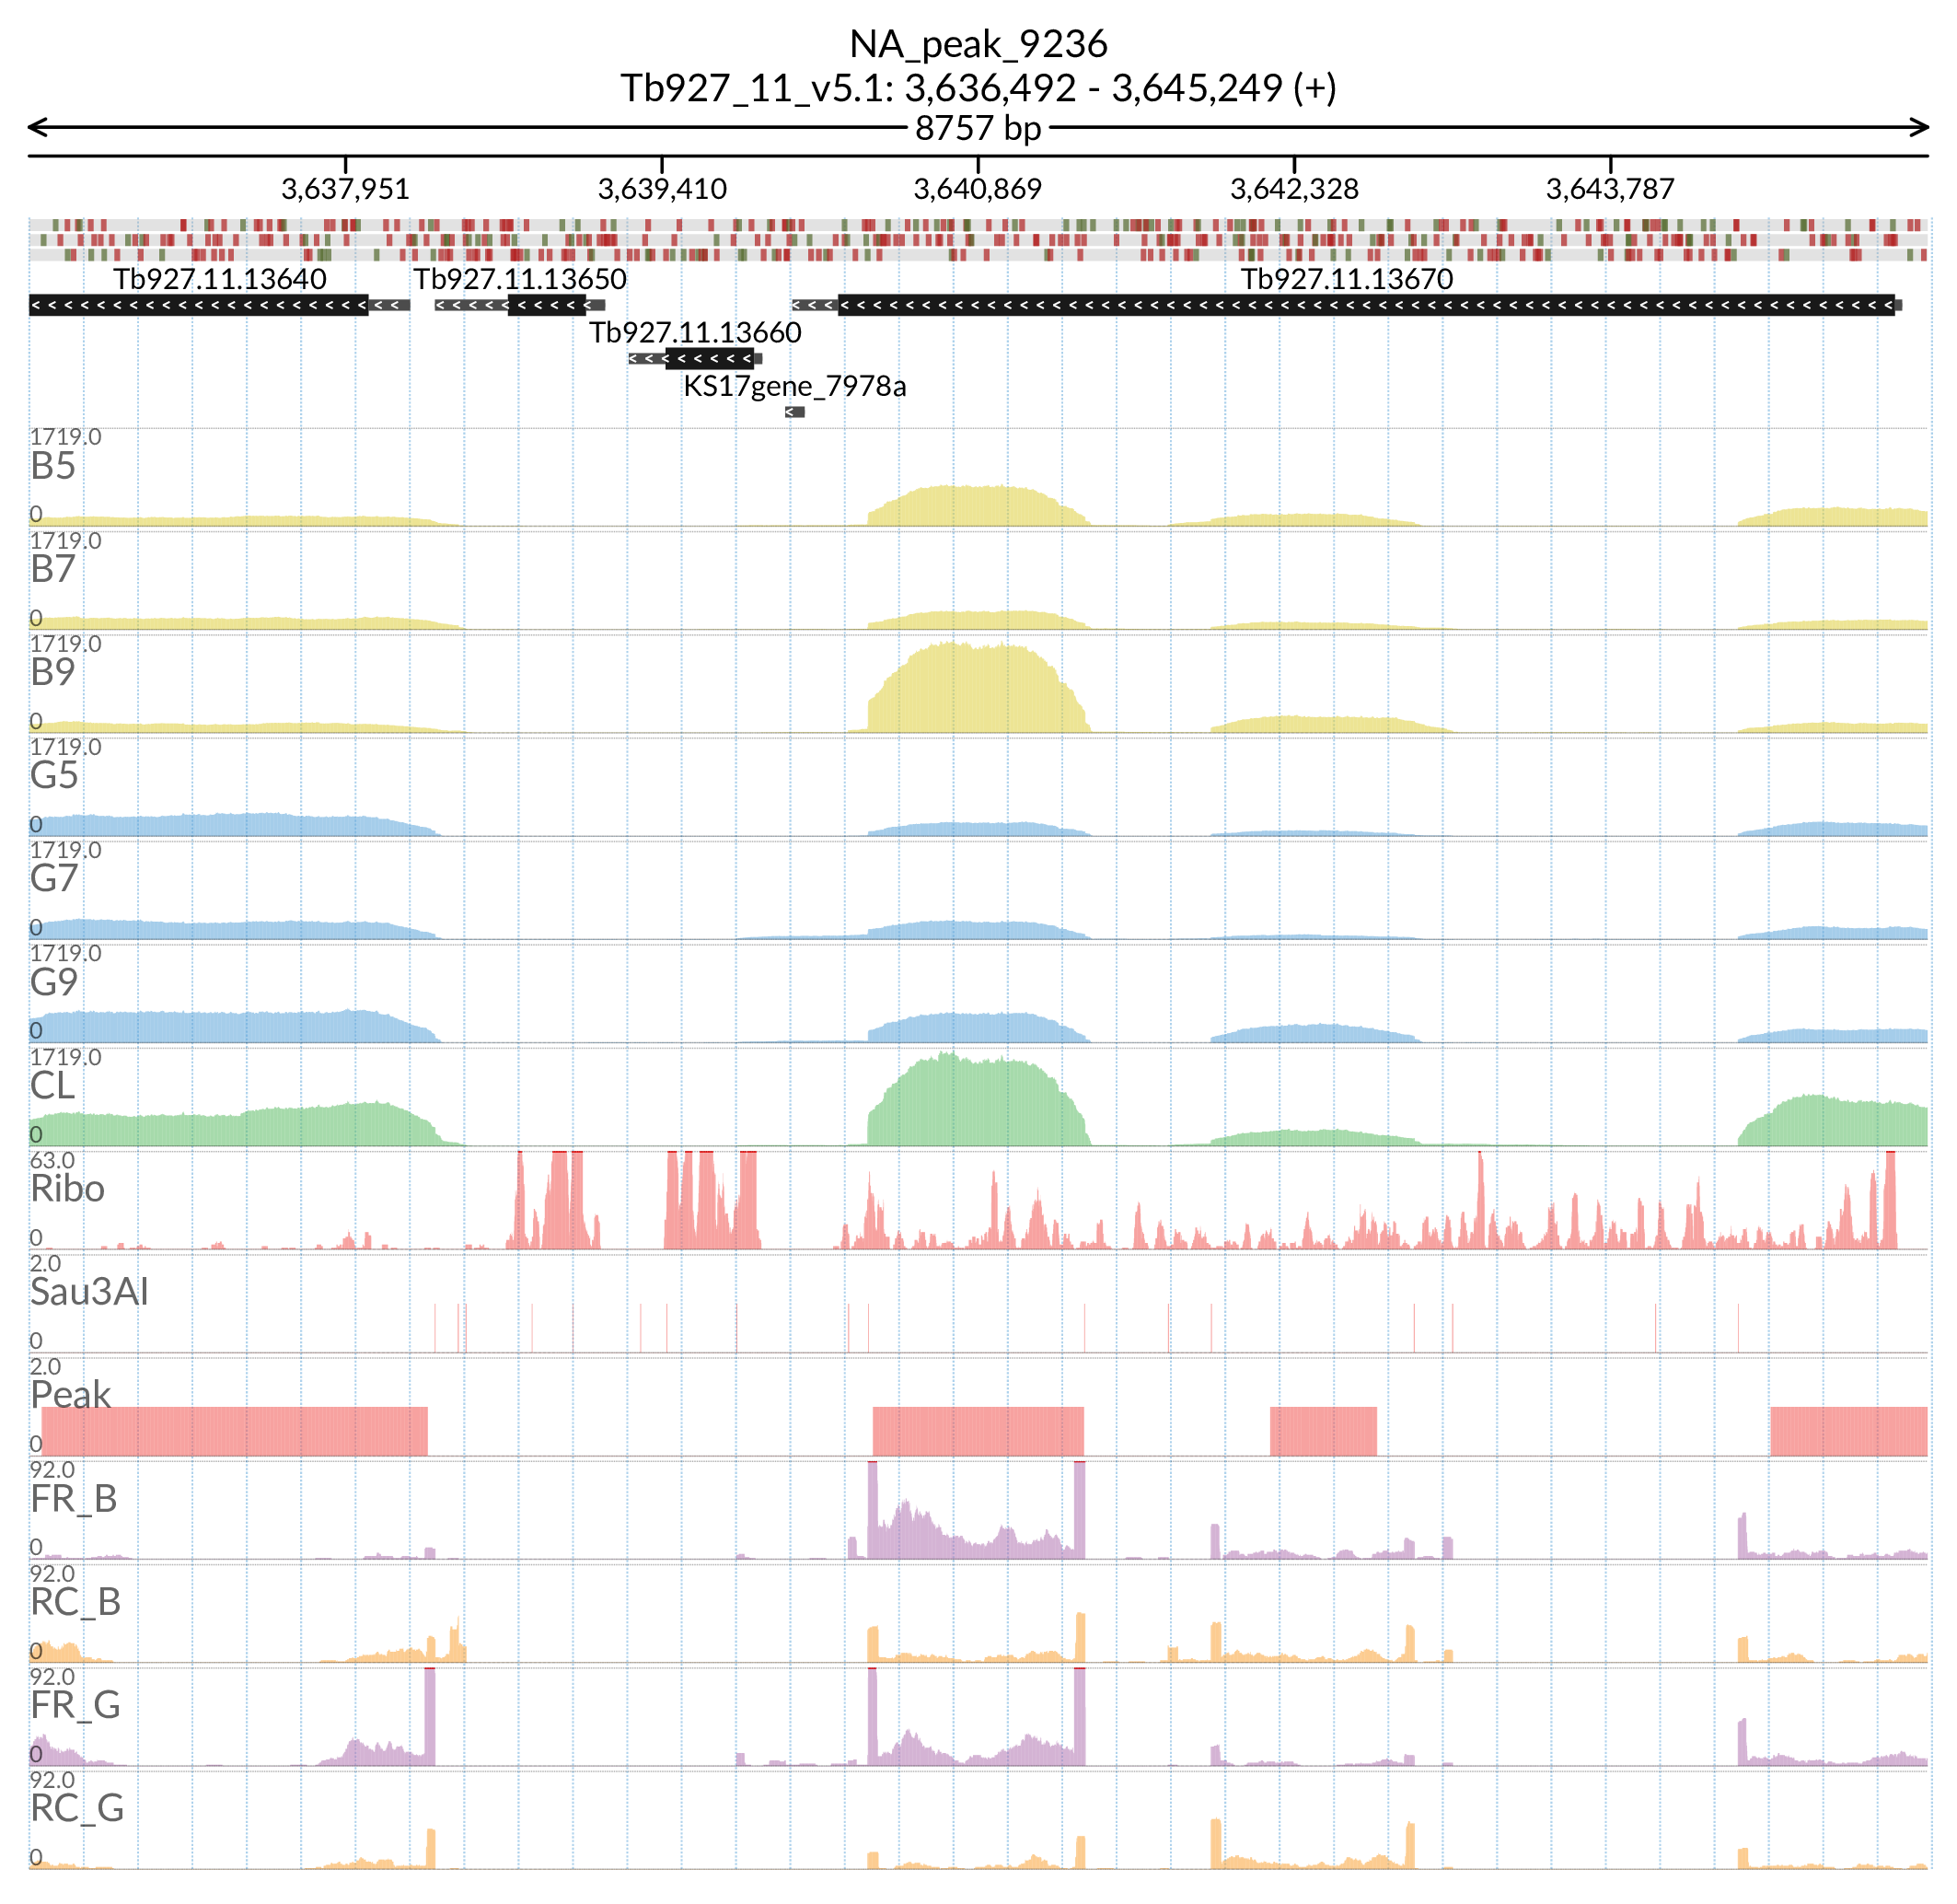 NA_peak_9236
Tb927_11_v5.1: 3,636,492 - 3,645,249 (+)
8757 bp
3,637,951 3,639,410 3,640,869 3,642,328 3,643,787
Tb927.11.13640 Tb927.11.13650 Tb927.11.13670
Tb927.11.13660
KS17gene_7978a
1719.0
B5
0
1719.0
B7
0
1719.0
B9
0
1719.0
G5
0
1719.0
G7
0
1719.0
G9
0
1719.0
CL
0
63.0
Ribo
0
2.0
Sau3AI
0
2.0
Peak
0
92.0
FR_B
0
92.0
RC_B
0
92.0
FR_G
0
92.0
RC_G
0